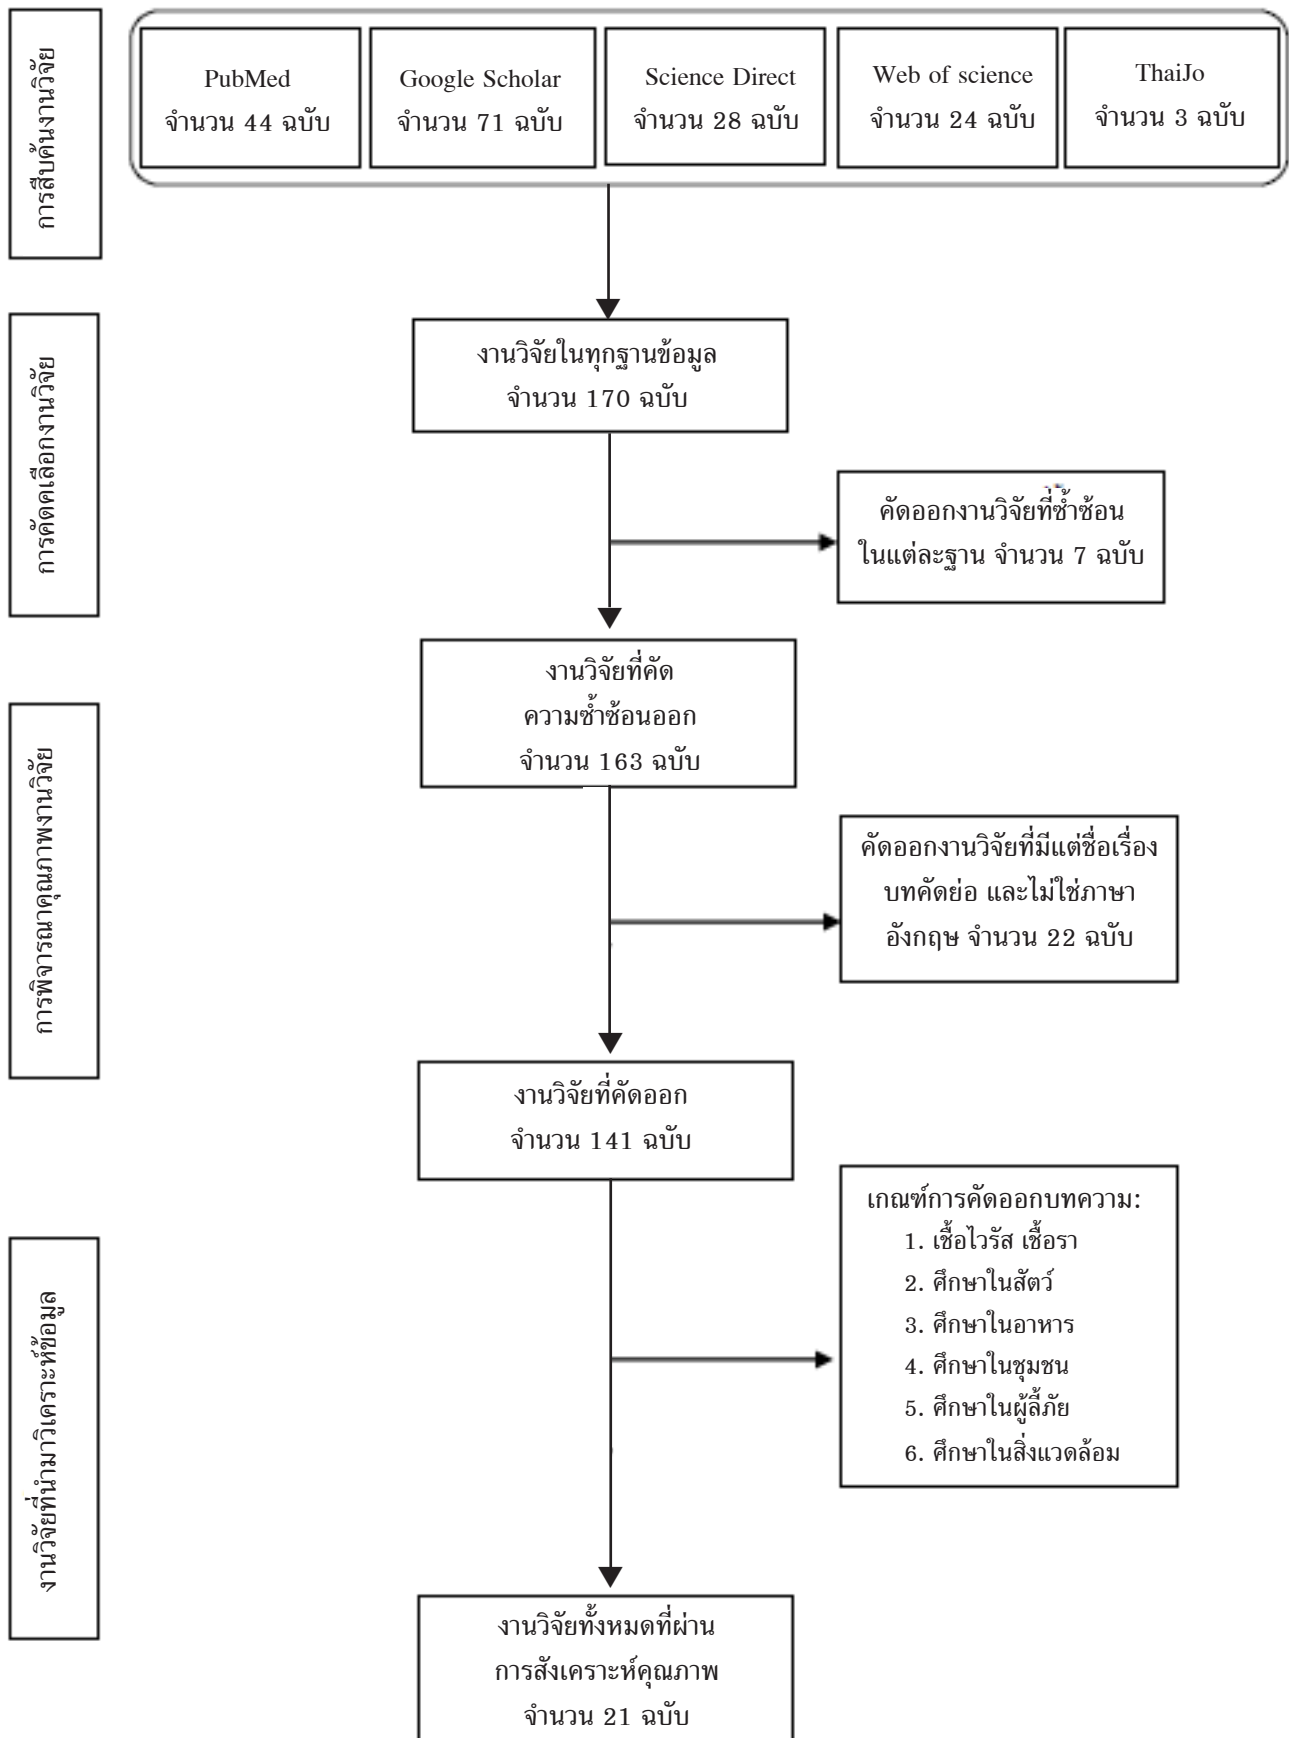 การสืบค้นงานวิจัย
PubMed
จำนวน 44 ฉบับ
Google Scholar
จำนวน 71 ฉบับ
Science Direct
จำนวน 28 ฉบับ
Web of science
จำนวน 24 ฉบับ
ThaiJo
จำนวน 3 ฉบับ
การคัดเลือกงานวิจัย
งานวิจัยในทุกฐานข้อมูล
จำนวน 170 ฉบับ
คัดออกงานวิจัยที่ซ้ำซ้อน
ในแต่ละฐาน จำนวน 7 ฉบับ
งานวิจัยที่คัด
ความซ้ำซ้อนออก
จำนวน 163 ฉบับ
การพิจารณาคุณภาพงานวิจัย
คัดออกงานวิจัยที่มีแต่ชื่อเรื่อง
บทคัดย่อ และไม่ใช่ภาษา
อังกฤษ จำนวน 22 ฉบับ
งานวิจัยที่คัดออก
จำนวน 141 ฉบับ
เกณฑ์การคัดออกบทความ:
1. เชื้อไวรัส เชื้อรา
2. ศึกษาในสัตว์
3. ศึกษาในอาหาร
4. ศึกษาในชุมชน
5. ศึกษาในผู้ลี้ภัย
6. ศึกษาในสิ่งแวดล้อม
งานวิจัยที่นำมาวิเคราะห์ข้อมูล
งานวิจัยทั้งหมดที่ผ่าน
การสังเคราะห์คุณภาพ
จำนวน 21 ฉบับ